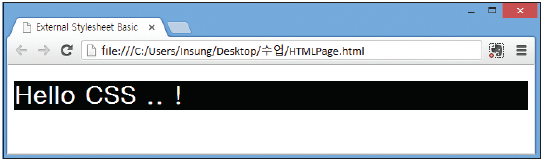 External Stylesheet Basic
file:///C:/Users/insung/Desktop/수업/HTMLPage.html
Hello CSS .. !